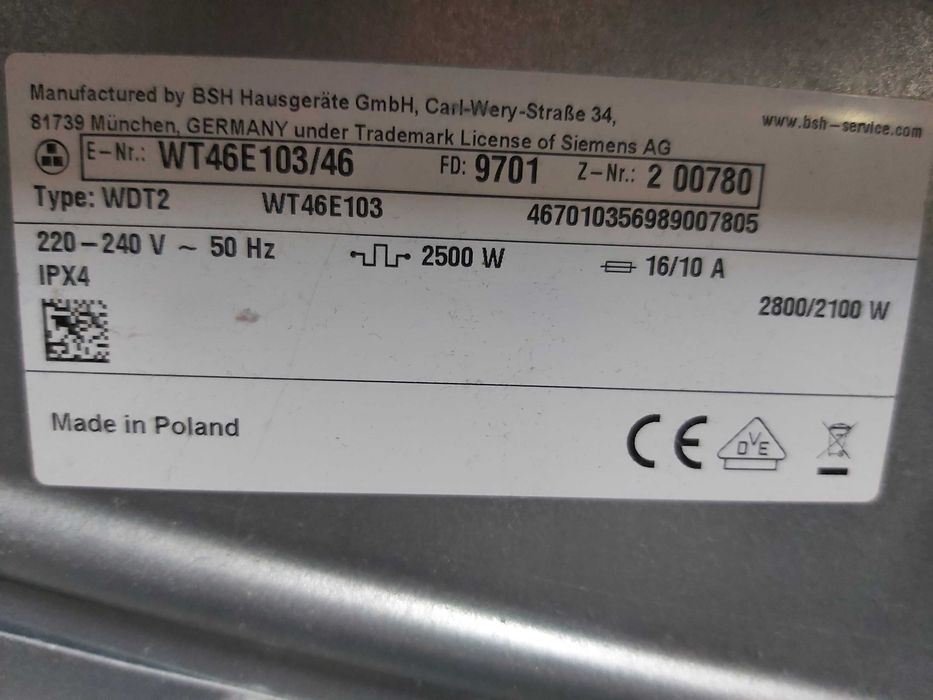 Manufactured by BSH Hausgeräte GmbH, Carl-Wery-Straße 34,
81739 München, GERMANY under Trademark License of Siemens AG
www.bsh-service.com
E-Nr.: WT46E103/46 FD: 9701 Z-Nr.: 2 00780
Type: WDT2 WT46E103 467010356989007805
220-240 V ~ 50 Hz 2500 W 16/10 A
IPX4
2800/2100 W
Made in Poland
CE DVE